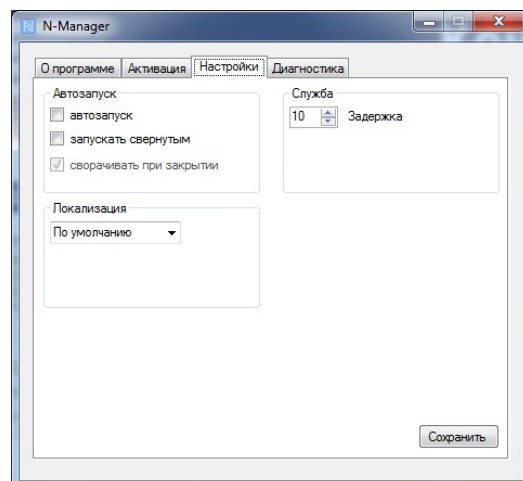 N-Manager
О программе Активация Настройки Диагностика
Автозапуск
автозапуск
запускать свернутым
сворачивать при закрытии
Служба
10 Задержка
Локализация
По умолчанию
Сохранить